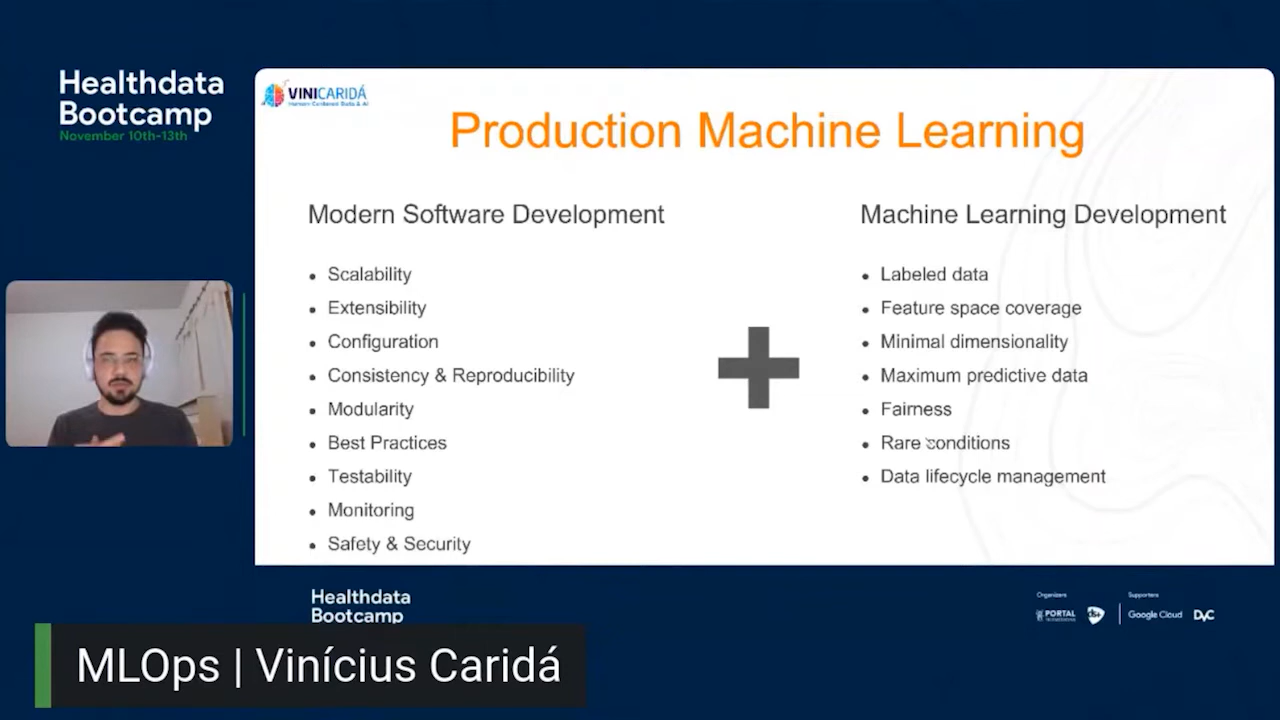 Healthdata
Bootcamp
November 10th-13th
VINICARIDÁ
Production Machine Learning
Modern Software Development
Scalability
Extensibility
Configuration
Consistency & Reproducibility
Modularity
Best Practices
Testability
Monitoring
Safety & Security
Machine Learning Development
Labeled data
Feature space coverage
Minimal dimensionality
Maximum predictive data
Fairness
Rare conditions
Data lifecycle management
Healthdata
Bootcamp
Organizers
PORTAL
Supporters
Google Cloud
DVC
MLOps | Vinícius Caridá